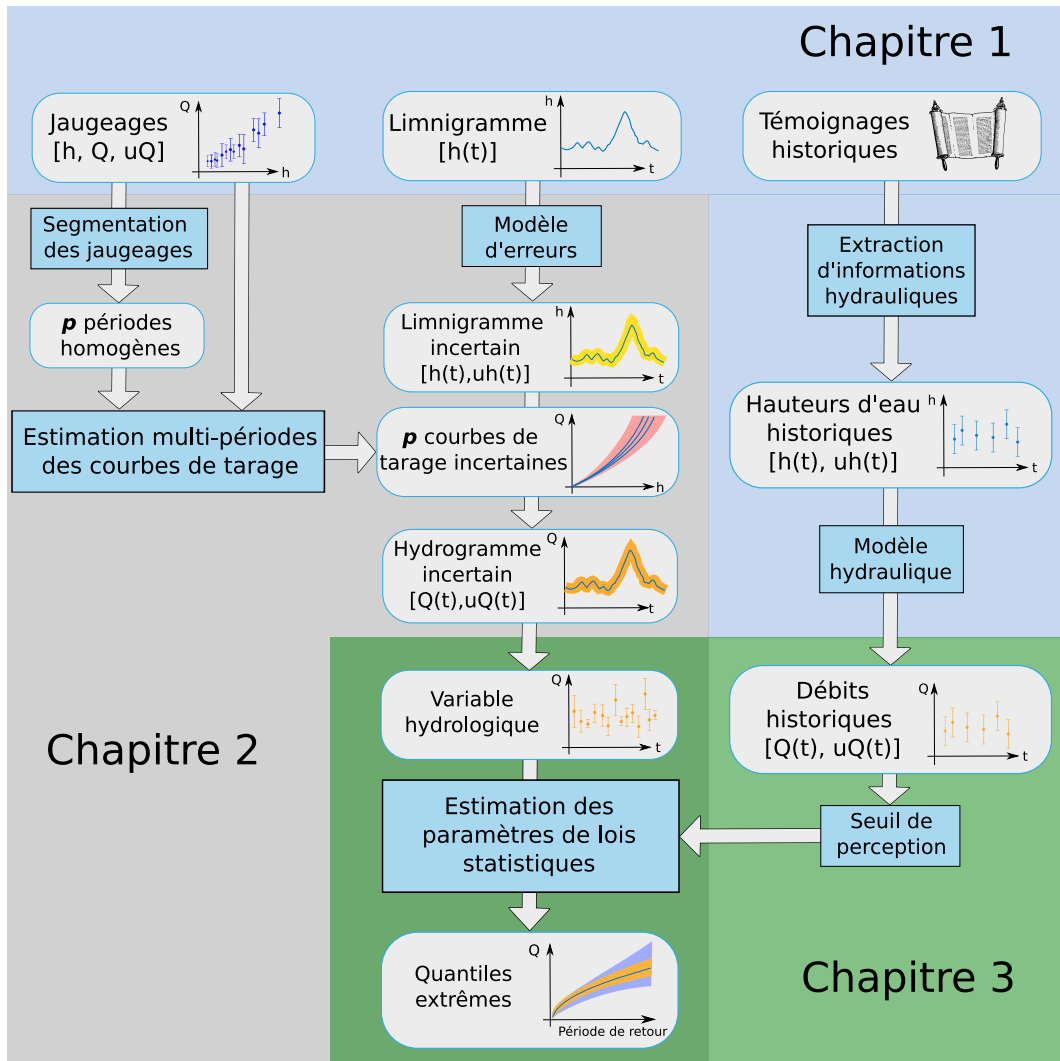 Chapitre 1
Jaugeages
[h, Q, uQ]
Q
h
Limnigramme
[h(t)]
h
t
Témoignages
historiques
Segmentation
des jaugeages
Modèle
d'erreurs
Extraction
d'informations
hydrauliques
p périodes
homogènes
Limnigramme
incertain
[h(t),uh(t)]
h
t
Estimation multi-périodes
des courbes de tarage
p courbes de
tarage incertaines
Q
h
Hauteurs d'eau
historiques
[h(t), uh(t)]
h
t
Hydrogramme
incertain
[Q(t),uQ(t)]
Q
t
Modèle
hydraulique
Chapitre 2
Variable
hydrologique
Q
t
Débits
historiques
[Q(t), uQ(t)]
Q
t
Estimation des
paramètres de lois
statistiques
Seuil de
perception
Quantiles
extrêmes
Q
Période de retour
Chapitre 3